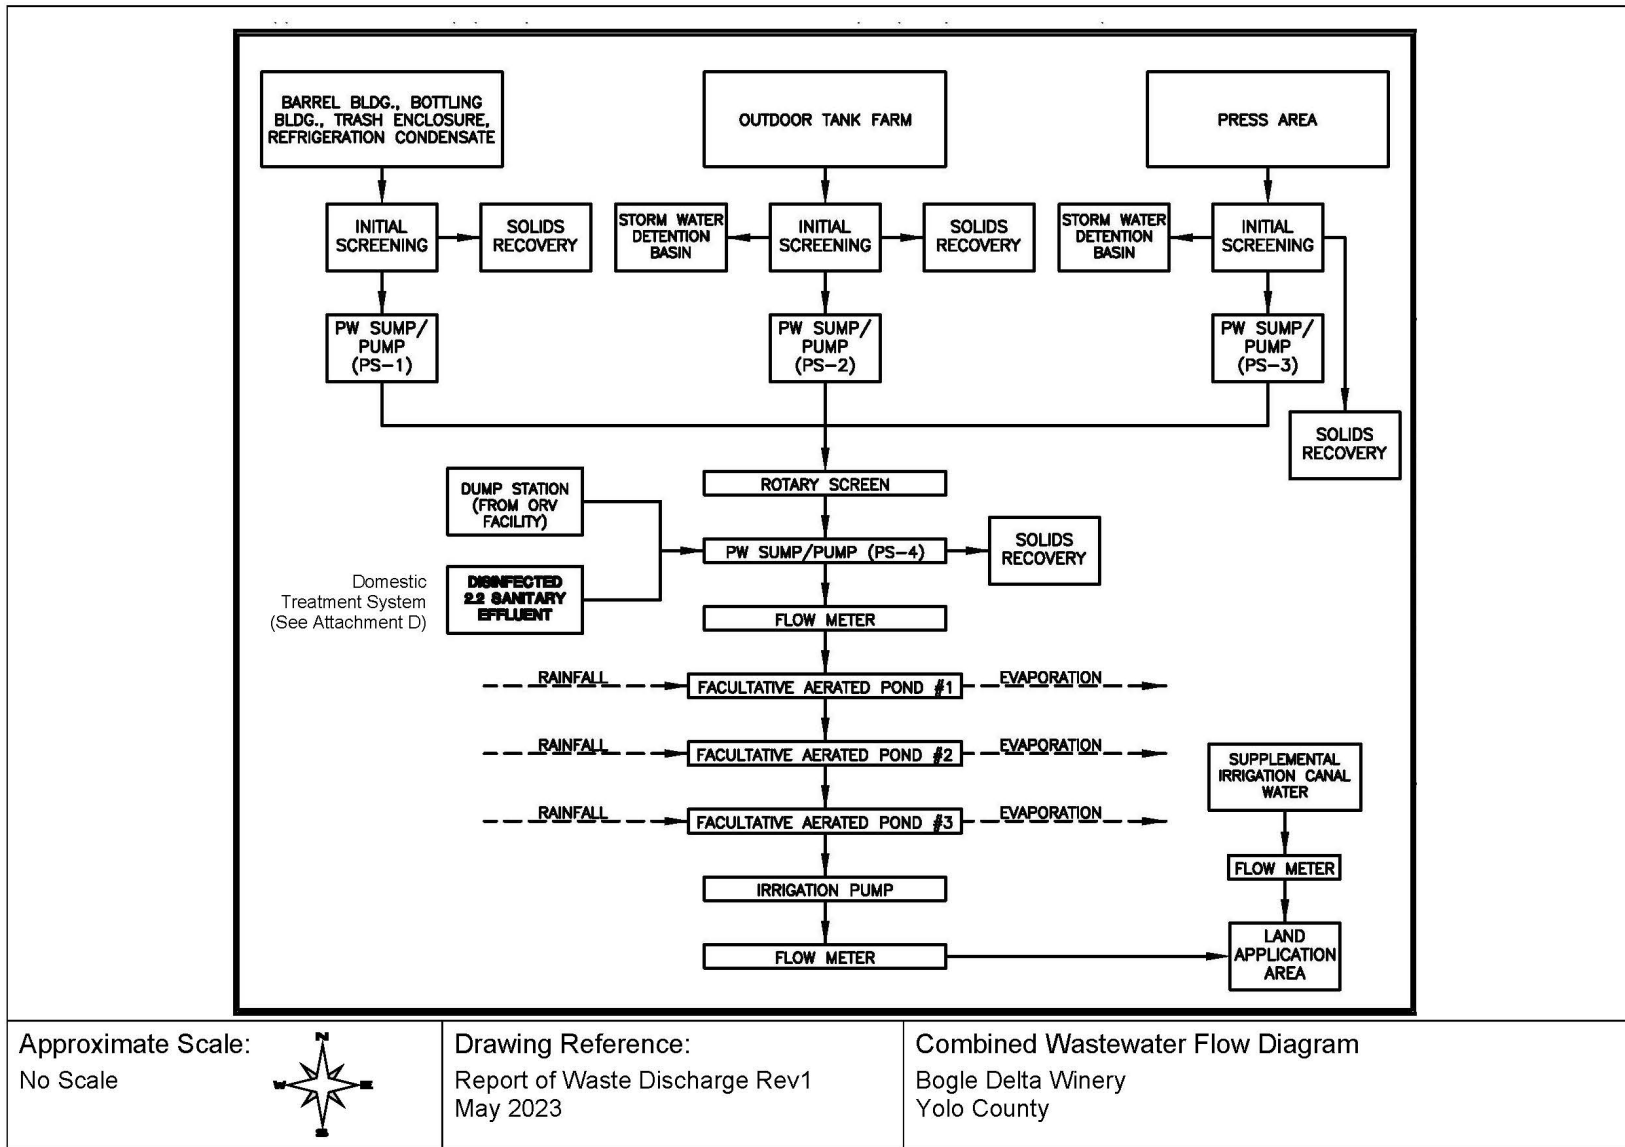 BARREL BLDG., BOTTLING
BLDG., TRASH ENCLOSURE,
REFRIGERATION CONDENSATE
OUTDOOR TANK FARM
PRESS AREA
INITIAL
SCREENING
SOLIDS
RECOVERY
STORM WATER
DETENTION
BASIN
INITIAL
SCREENING
SOLIDS
RECOVERY
STORM WATER
DETENTION
BASIN
INITIAL
SCREENING
PW SUMP/
PUMP
(PS-1)
PW SUMP/
PUMP
(PS-2)
PW SUMP/
PUMP
(PS-3)
SOLIDS
RECOVERY
ROTARY SCREEN
DUMP STATION
(FROM ORV
FACILITY)
PW SUMP/PUMP (PS-4)
SOLIDS
RECOVERY
Domestic
Treatment System
(See Attachment D)
DISINFECTED
2.2 SANITARY
EFFLUENT
FLOW METER
RAINFALL
FACULTATIVE AERATED POND #1
EVAPORATION
RAINFALL
FACULTATIVE AERATED POND #2
EVAPORATION
RAINFALL
FACULTATIVE AERATED POND #3
EVAPORATION
SUPPLEMENTAL
IRRIGATION CANAL
WATER
FLOW METER
IRRIGATION PUMP
FLOW METER
LAND
APPLICATION
AREA
Approximate Scale:
No Scale
N
W E
S
Drawing Reference:
Report of Waste Discharge Rev1
May 2023
Combined Wastewater Flow Diagram
Bogle Delta Winery
Yolo County